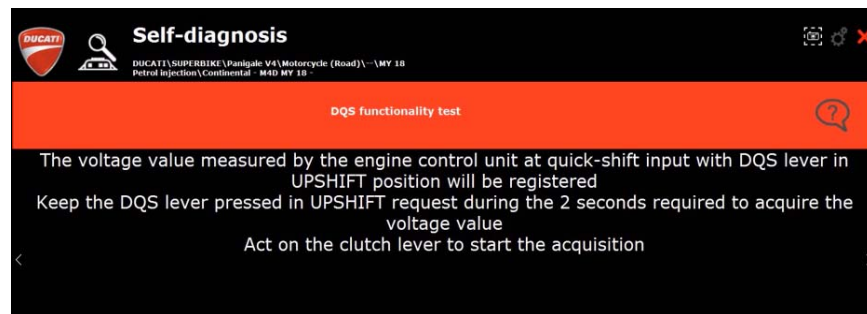 DUCATI
Self-diagnosis
DUCATI\SUPERBIKE\Panigale V4\Motorcycle (Road)\--\MY 18
Petrol injection\Continental - M4D MY 18 -
DQS functionality test
The voltage value measured by the engine control unit at quick-shift input with DQS lever in
UPSHIFT position will be registered
Keep the DQS lever pressed in UPSHIFT request during the 2 seconds required to acquire the
voltage value
Act on the clutch lever to start the acquisition